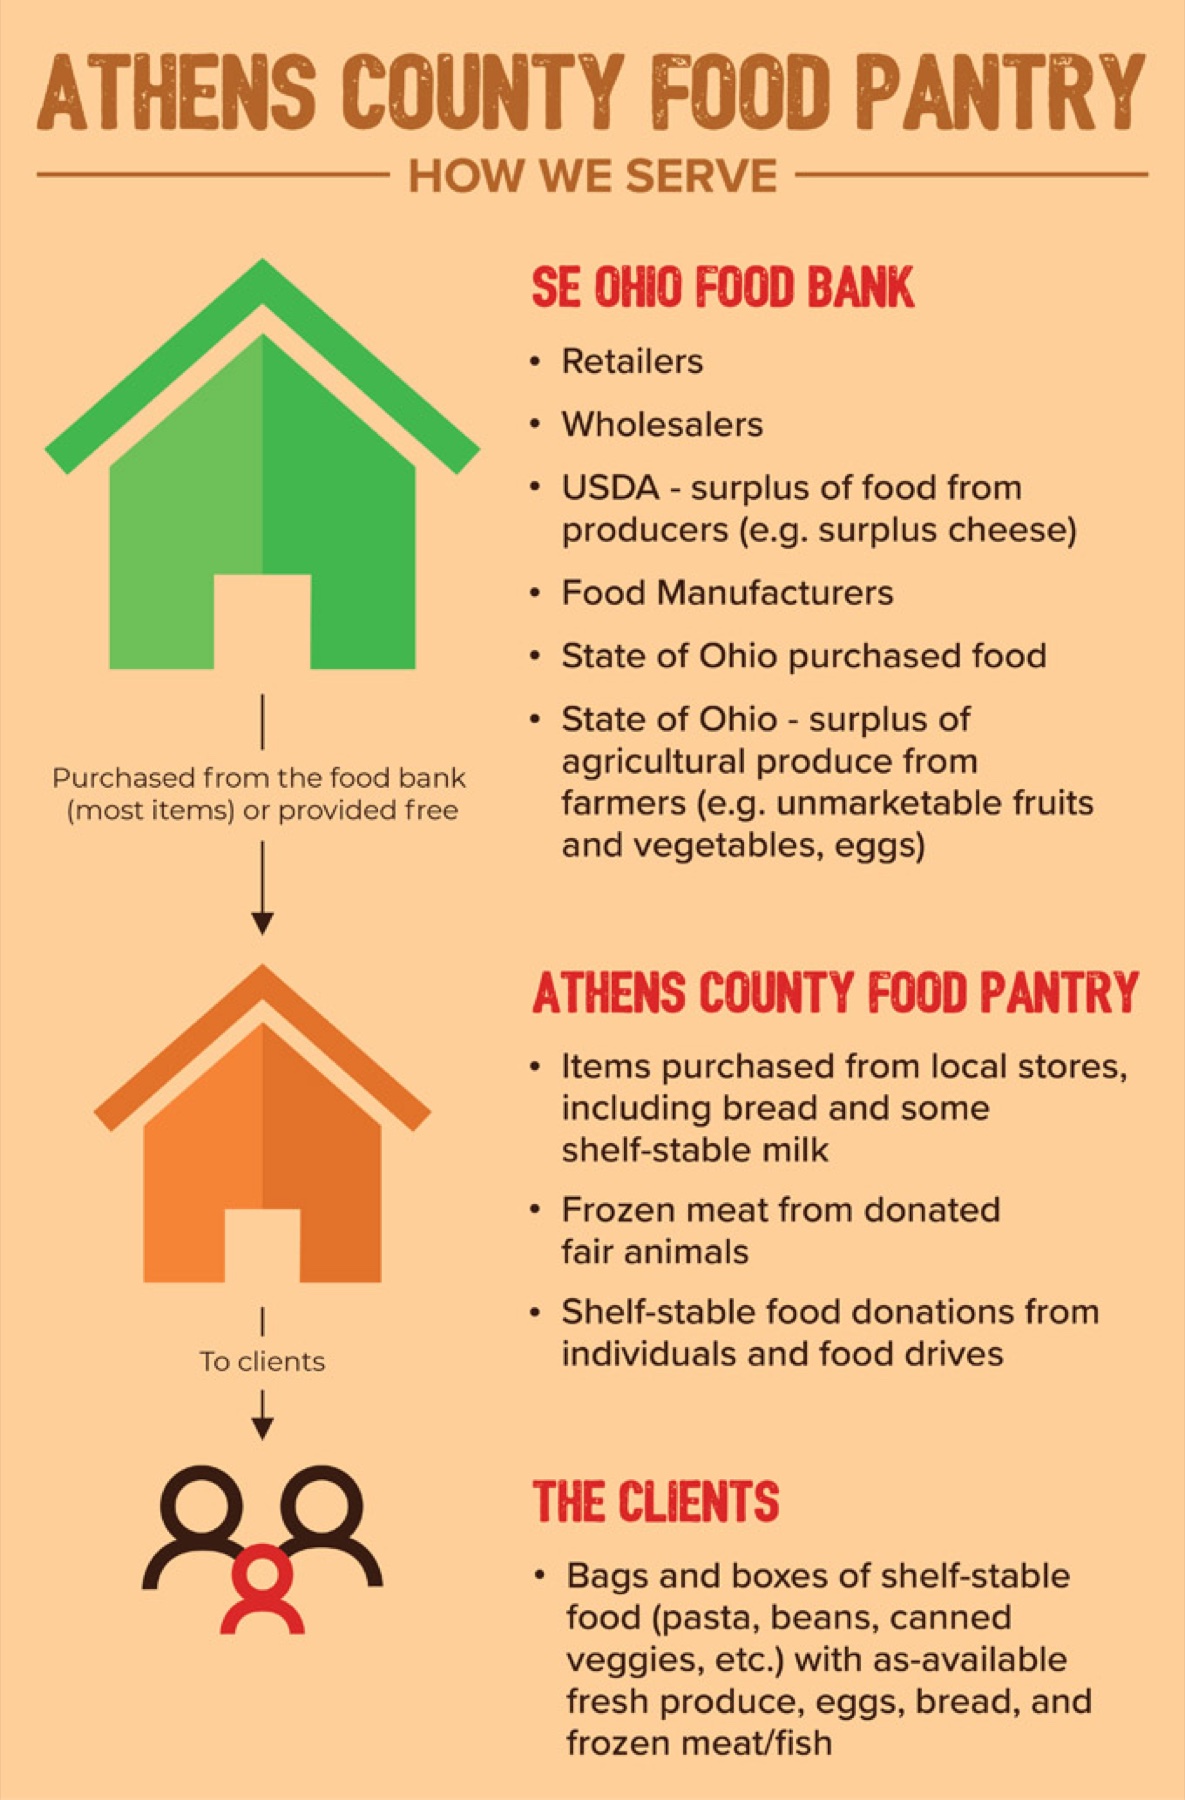 ATHENS COUNTY FOOD PANTRY
HOW WE SERVE
SE OHIO FOOD BANK
• Retailers
• Wholesalers
• USDA - surplus of food from
producers (e.g. surplus cheese)
• Food Manufacturers
• State of Ohio purchased food
• State of Ohio - surplus of
agricultural produce from
farmers (e.g. unmarketable fruits
and vegetables, eggs)
Purchased from the food bank
(most items) or provided free
ATHENS COUNTY FOOD PANTRY
• Items purchased from local stores,
including bread and some
shelf-stable milk
• Frozen meat from donated
fair animals
• Shelf-stable food donations from
individuals and food drives
To clients
THE CLIENTS
• Bags and boxes of shelf-stable
food (pasta, beans, canned
veggies, etc.) with as-available
fresh produce, eggs, bread, and
frozen meat/fish